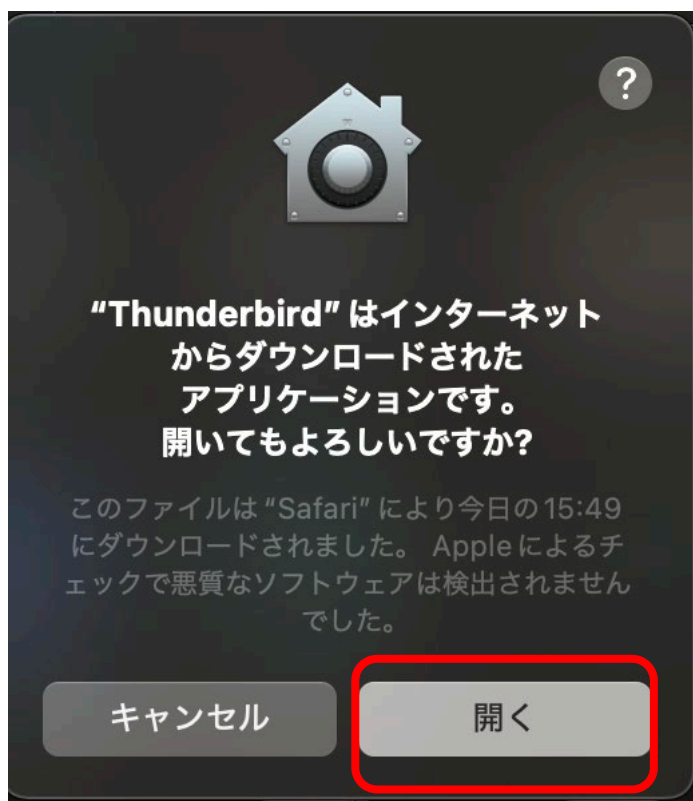 ?
“Thunderbird” はインターネット
からダウンロードされた
アプリケーションです。
開いてもよろしいですか?
このファイルは “Safari” により今日の15:49
にダウンロードされました。 Appleによるチ
ェックで悪質なソフトウェアは検出されません
でした。
キャンセル
開く